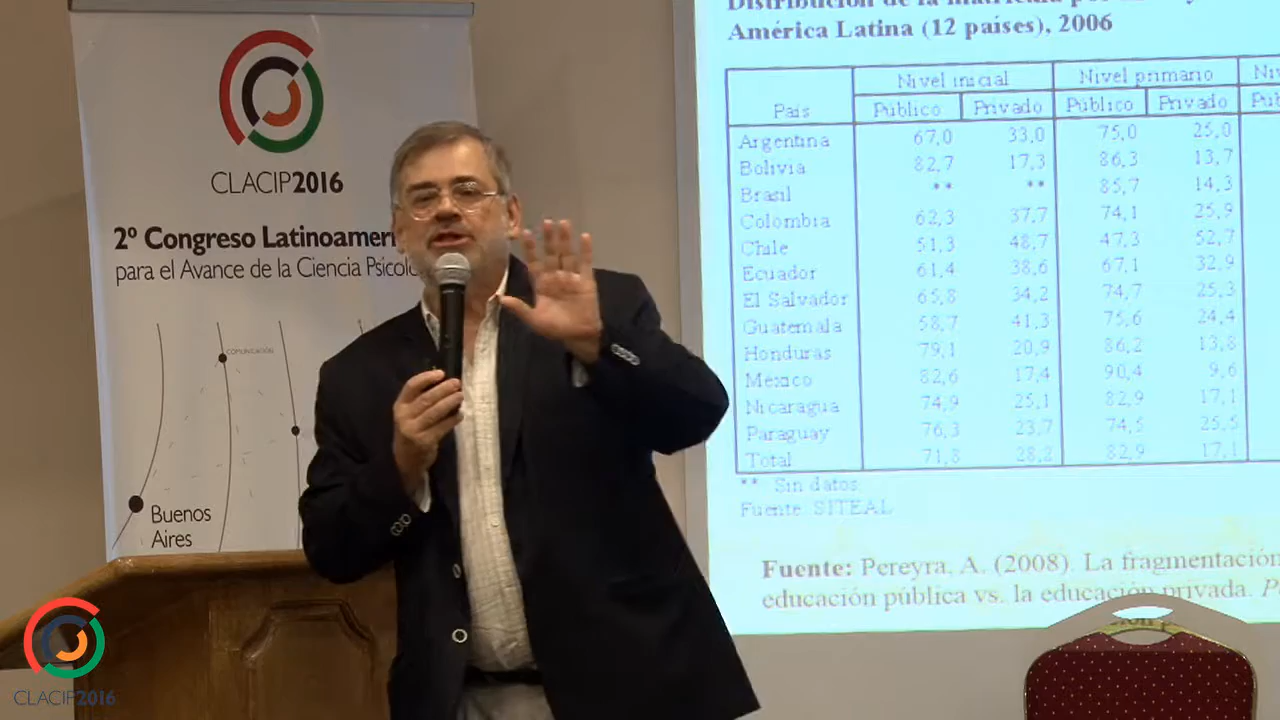 CLACIP2016
2º Congreso Latinoameri
para el Avance de la Ciencia Psicol
COMUNICACIÓN
Buenos
Aires
CLACIP2016
América Latina (12 países), 2006
País Nivel inicial Nivel primario
Público Privado Público Privado
Argentina 67,0 33,0 75,0 25,0
Bolivia 82,7 17,3 86,3 13,7
Brasil ** ** 85,7 14,3
Colombia 62,3 37,7 74,1 25,9
Chile 51,3 48,7 47,3 52,7
Ecuador 61,4 38,6 67,1 32,9
El Salvador 65,8 34,2 74,7 25,3
Guatemala 58,7 41,3 75,6 24,4
Honduras 79,1 20,9 86,2 13,8
México 82,6 17,4 90,4 9,6
Nicaragua 74,9 25,1 82,9 17,1
Paraguay 76,3 23,7 74,5 25,5
Total 71,8 28,2 82,9 17,1
** Sin datos
Fuente SITEAL
Fuente: Pereyra, A. (2008). La fragmentación
educación pública vs. la educación privada. P